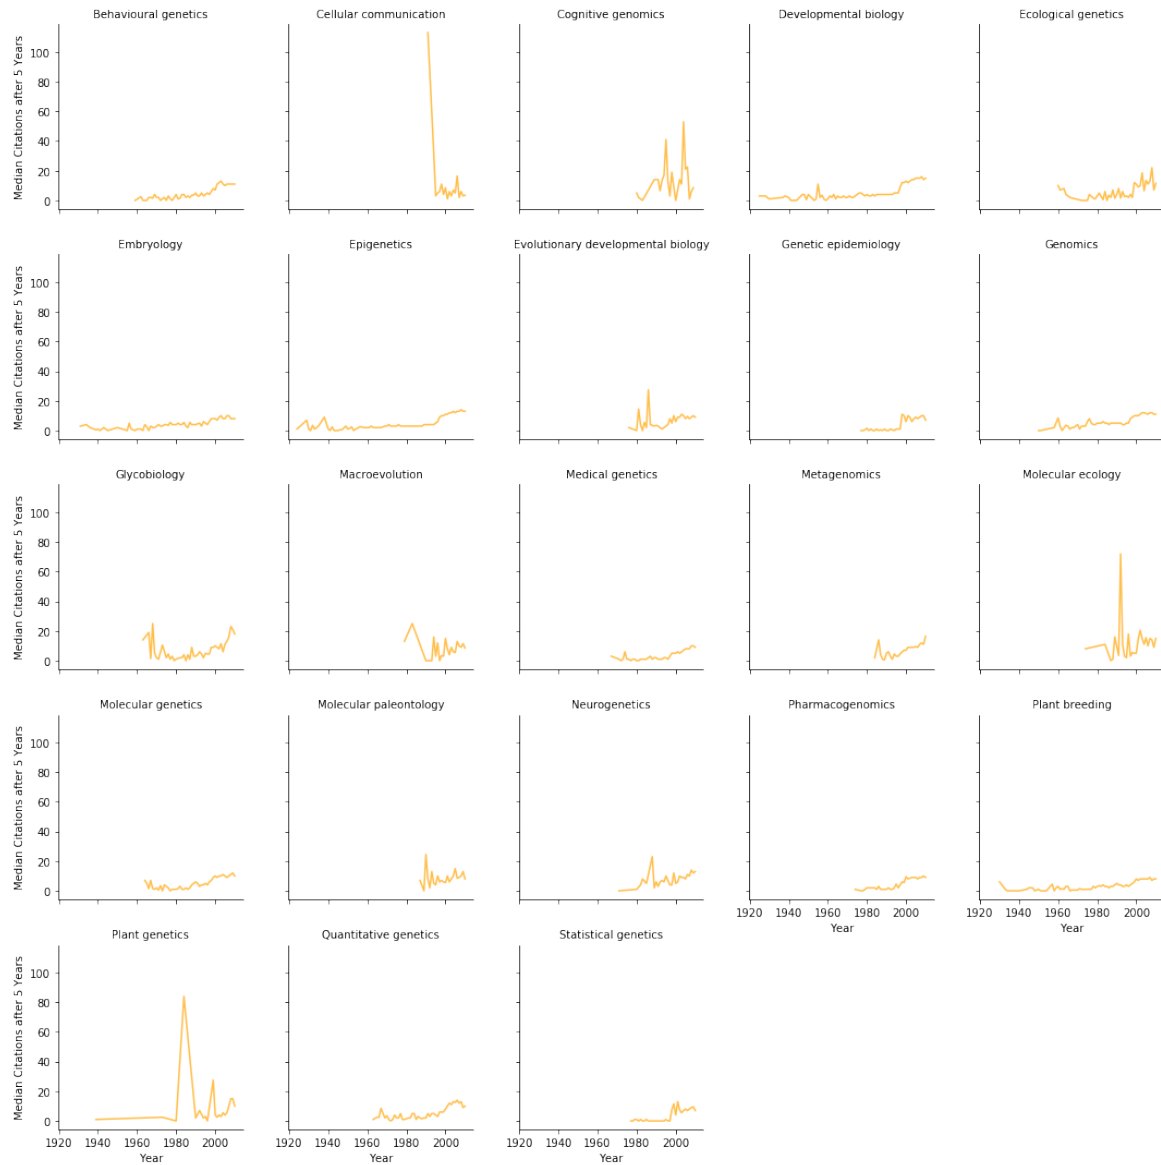 Behavioural genetics
Cellular communication
Cognitive genomics
Developmental biology
Ecological genetics
Median Citations after 5 Years
100
80
60
40
20
0
Embryology
Epigenetics
Evolutionary developmental biology
Genetic epidemiology
Genomics
Median Citations after 5 Years
100
80
60
40
20
0
Glycobiology
Macroevolution
Medical genetics
Metagenomics
Molecular ecology
Median Citations after 5 Years
100
80
60
40
20
0
Molecular genetics
Molecular paleontology
Neurogenetics
Pharmacogenomics
Plant breeding
Median Citations after 5 Years
100
80
60
40
20
0
1920 1940 1960 1980 2000
Year
1920 1940 1960 1980 2000
Year
Plant genetics
Quantitative genetics
Statistical genetics
Median Citations after 5 Years
100
80
60
40
20
0
1920 1940 1960 1980 2000
Year
1920 1940 1960 1980 2000
Year
1920 1940 1960 1980 2000
Year